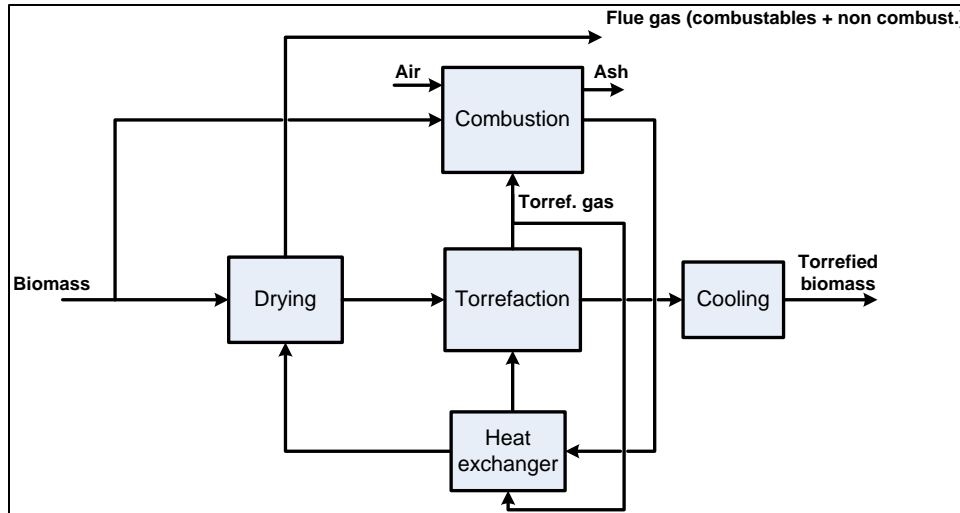 Flue gas (combustables + non combust.)
Air
Ash
Combustion
Torref. gas
Biomass
Drying
Torrefaction
Cooling
Torrefied
biomass
Heat
exchanger